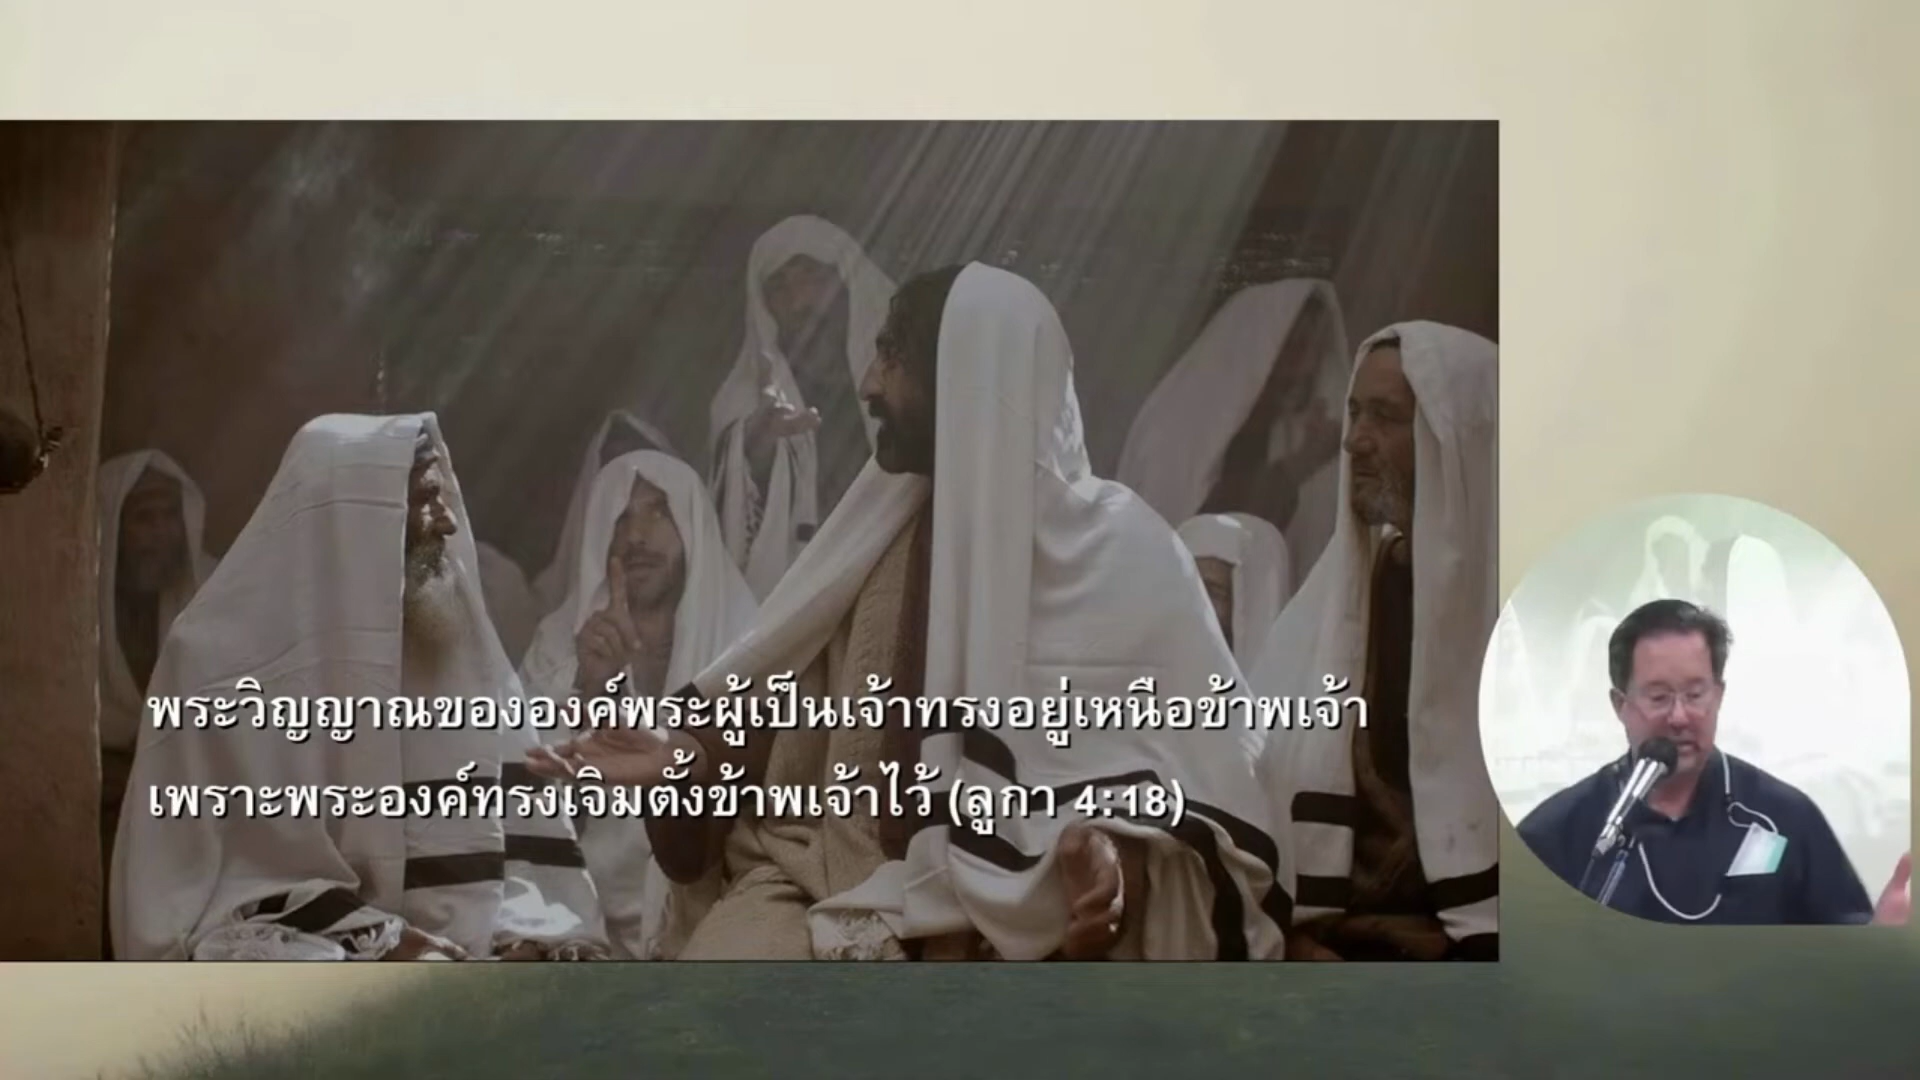 พระวิญญาณขององค์พระผู้เป็นเจ้าทรงอยู่เหนือข้าพเจ้า
เพราะพระองค์ทรงเจิมตั้งข้าพเจ้าไว้ (ลูกา 4:18)